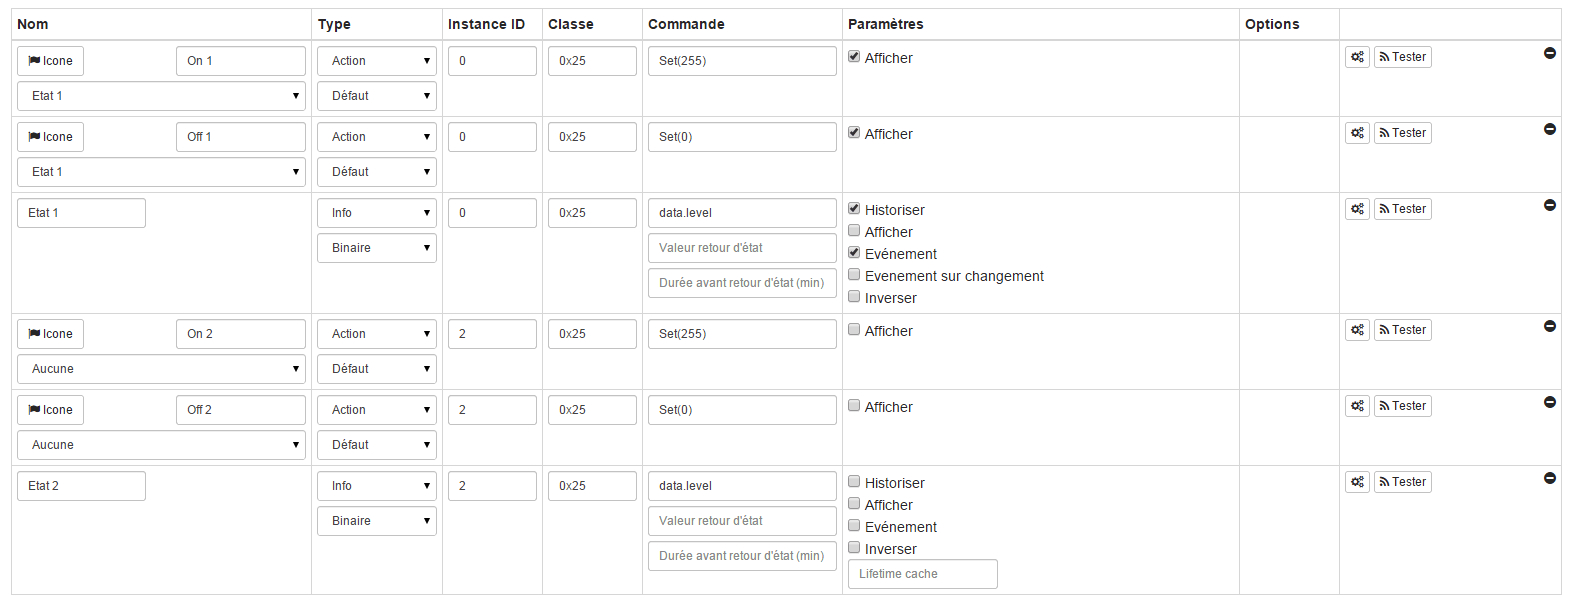 Nom Type Instance ID Classe Commande Paramètres Options
Icone On 1 Action 0 0x25 Set(255) Afficher Tester
Etat 1 Défaut
Icone Off 1 Action 0 0x25 Set(0) Afficher Tester
Etat 1 Défaut
Etat 1 Info 0 0x25 data.level Historiser Tester
Afficher
Binaire Valeur retour d'état Evénement
Durée avant retour d'état (min) Evenement sur changement
Inverser
Icone On 2 Action 2 0x25 Set(255) Afficher Tester
Aucune Défaut
Icone Off 2 Action 2 0x25 Set(0) Afficher Tester
Aucune Défaut
Etat 2 Info 2 0x25 data.level Historiser Tester
Afficher
Binaire Valeur retour d'état Evénement
Durée avant retour d'état (min) Inverser
Lifetime cache